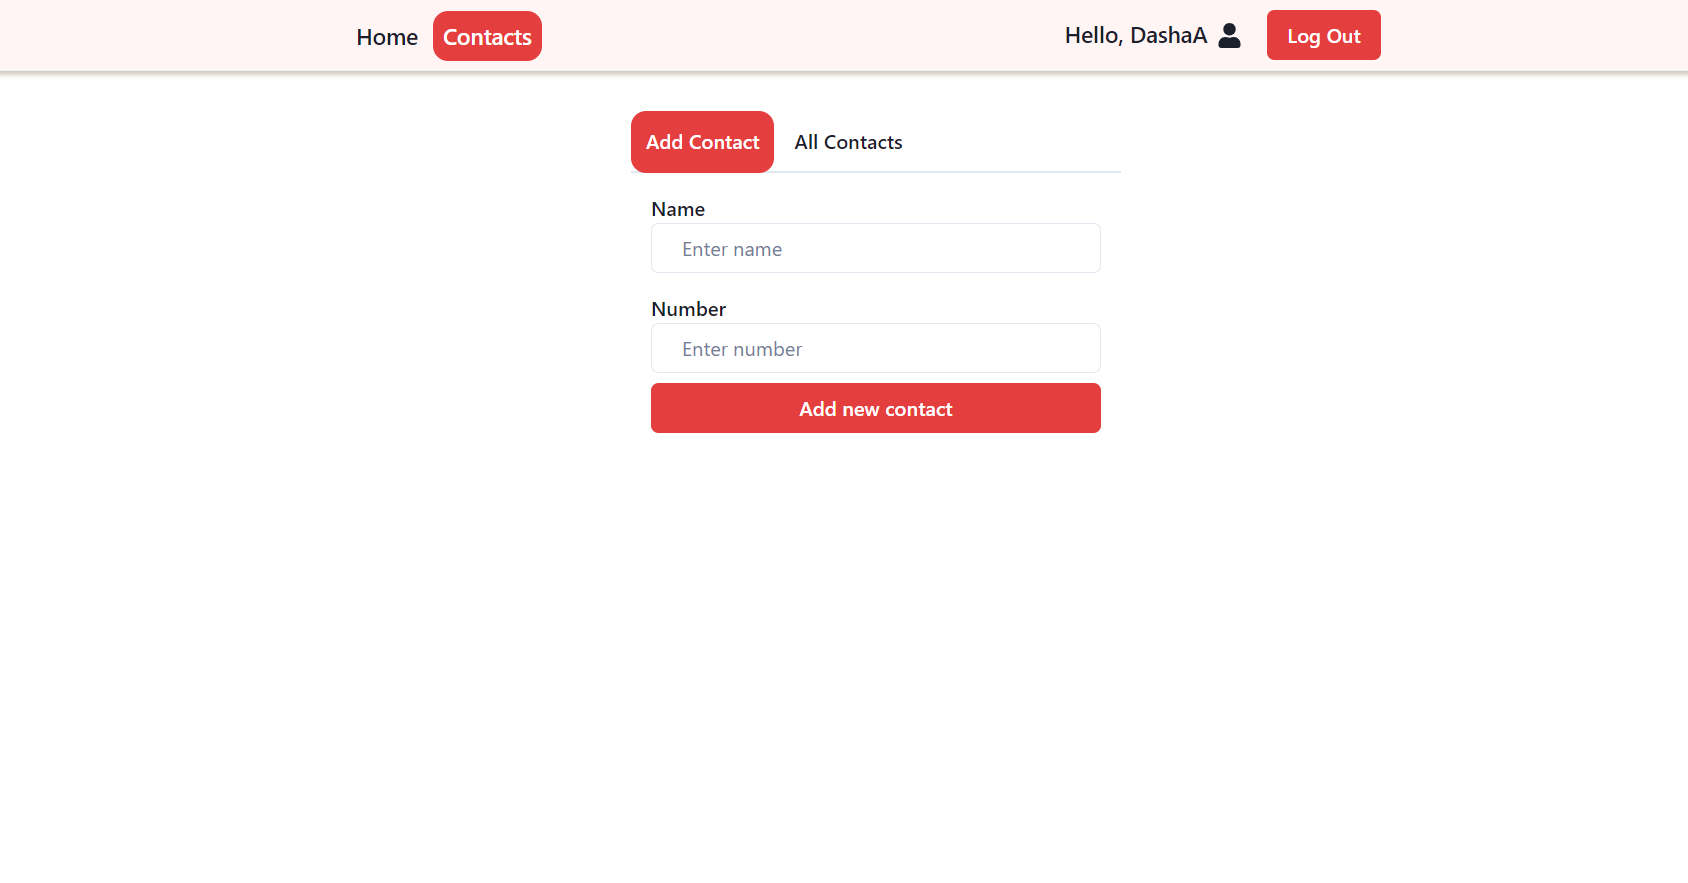 Home Contacts Hello, DashaA Log Out
Add Contact All Contacts
Name
Enter name
Number
Enter number
Add new contact